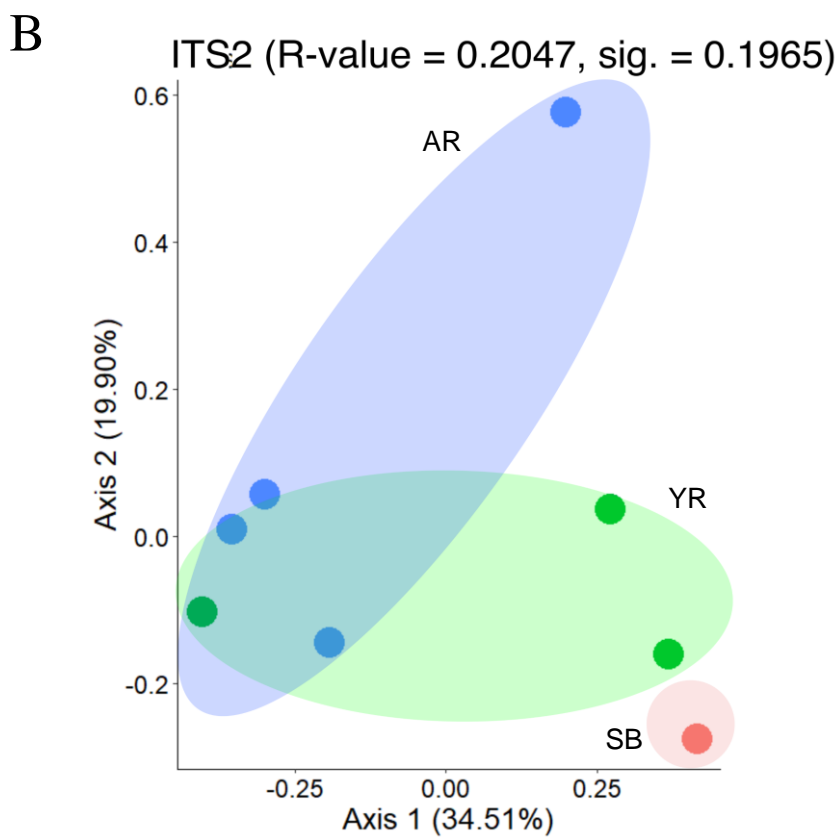 B
ITS2 (R-value = 0.2047, sig. = 0.1965)
0.6
AR
0.4
0.2
YR
0.0
-0.2
SB
Axis 2 (19.90%)
-0.25 0.00 0.25
Axis 1 (34.51%)